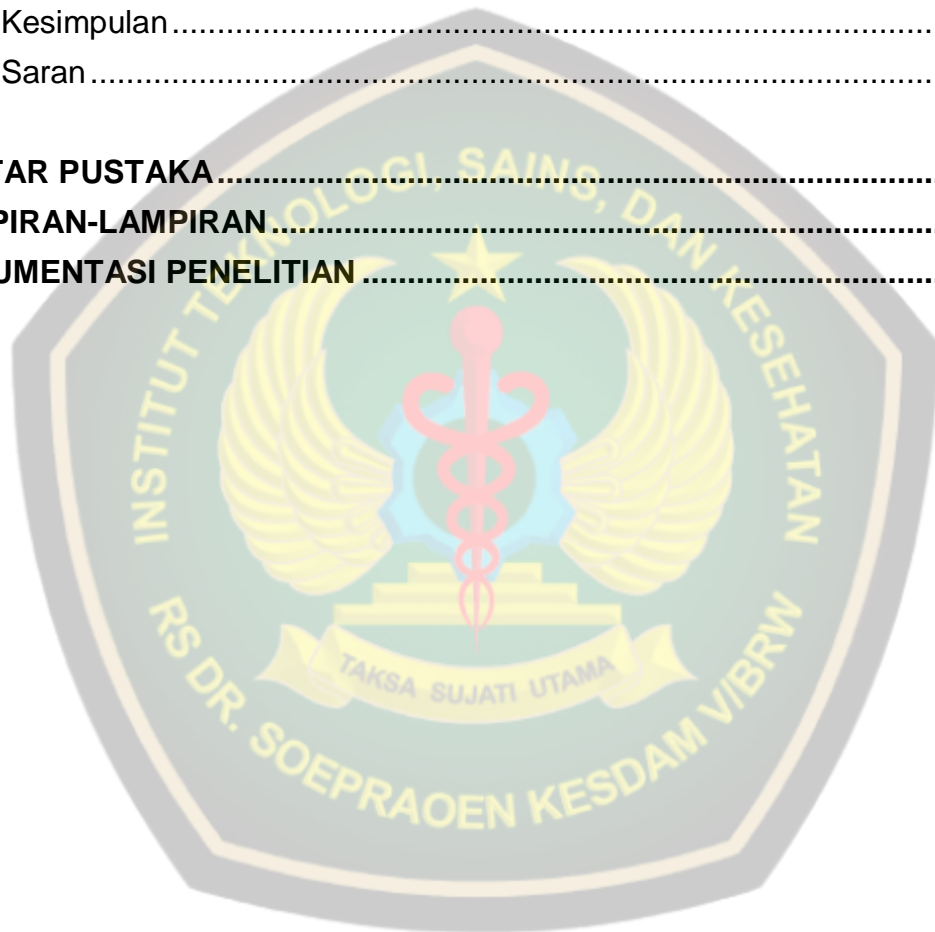 Kesimpulan................................................................................................
Saran................................................................................................
TAR PUSTAKA................................................................................
PIRAN-LAMPIRAN................................................................................
UMENTASI PENELITIAN................................................................................
INSTITUT TEKNOLOGI, SAINS, DAN KESEHATAN
TAKSA SUJATI UTAMA
RS DR. SOEPRAOEN KESDAM V/BRW